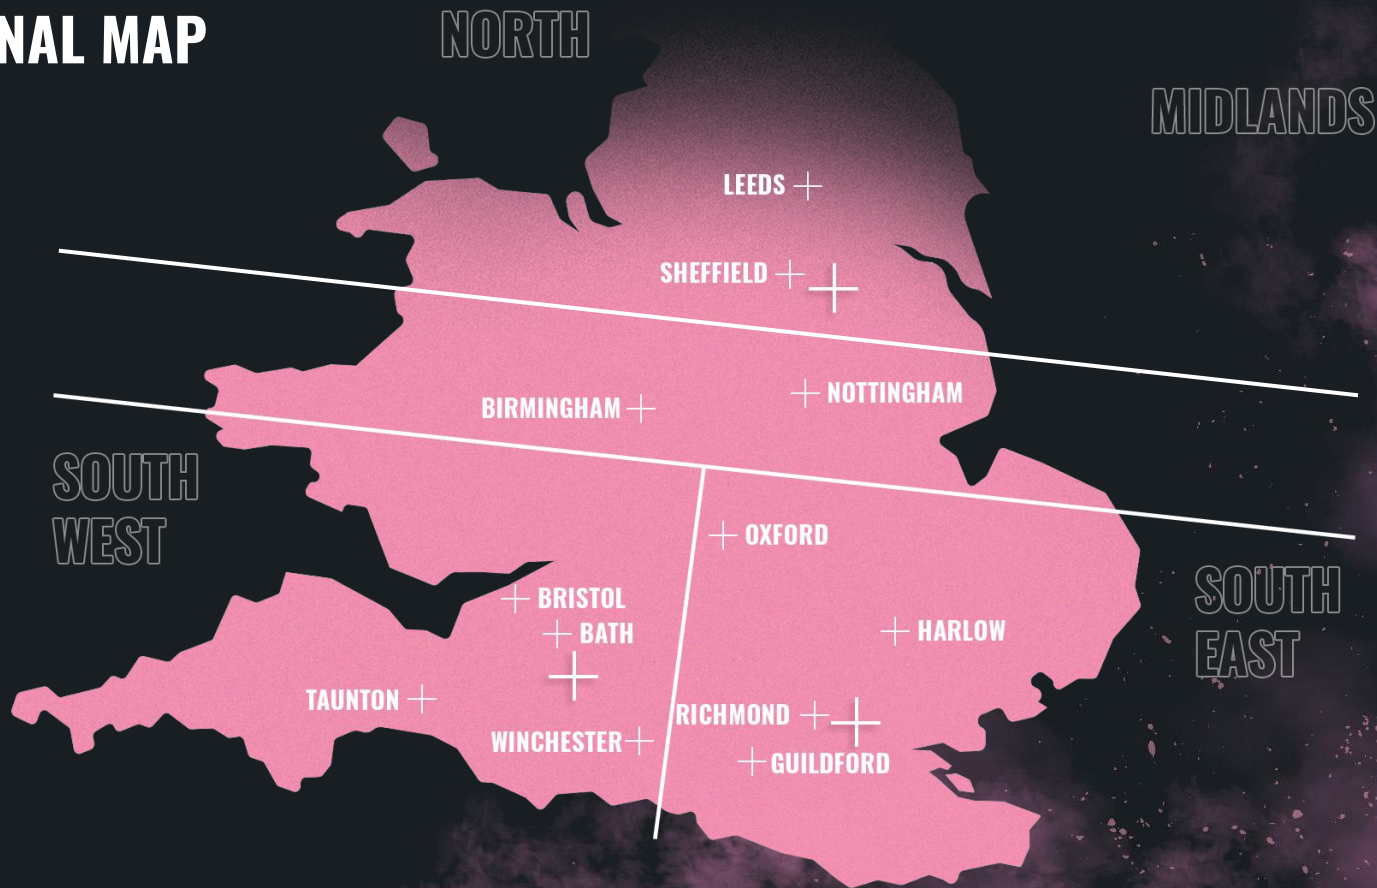 NAL MAP
NORTH
MIDLANDS
LEEDS
SHEFFIELD
NOTTINGHAM
BIRMINGHAM
SOUTH
WEST
OXFORD
SOUTH
EAST
BRISTOL
BATH
HARLOW
TAUNTON
RICHMOND
WINCHESTER
GUILDFORD